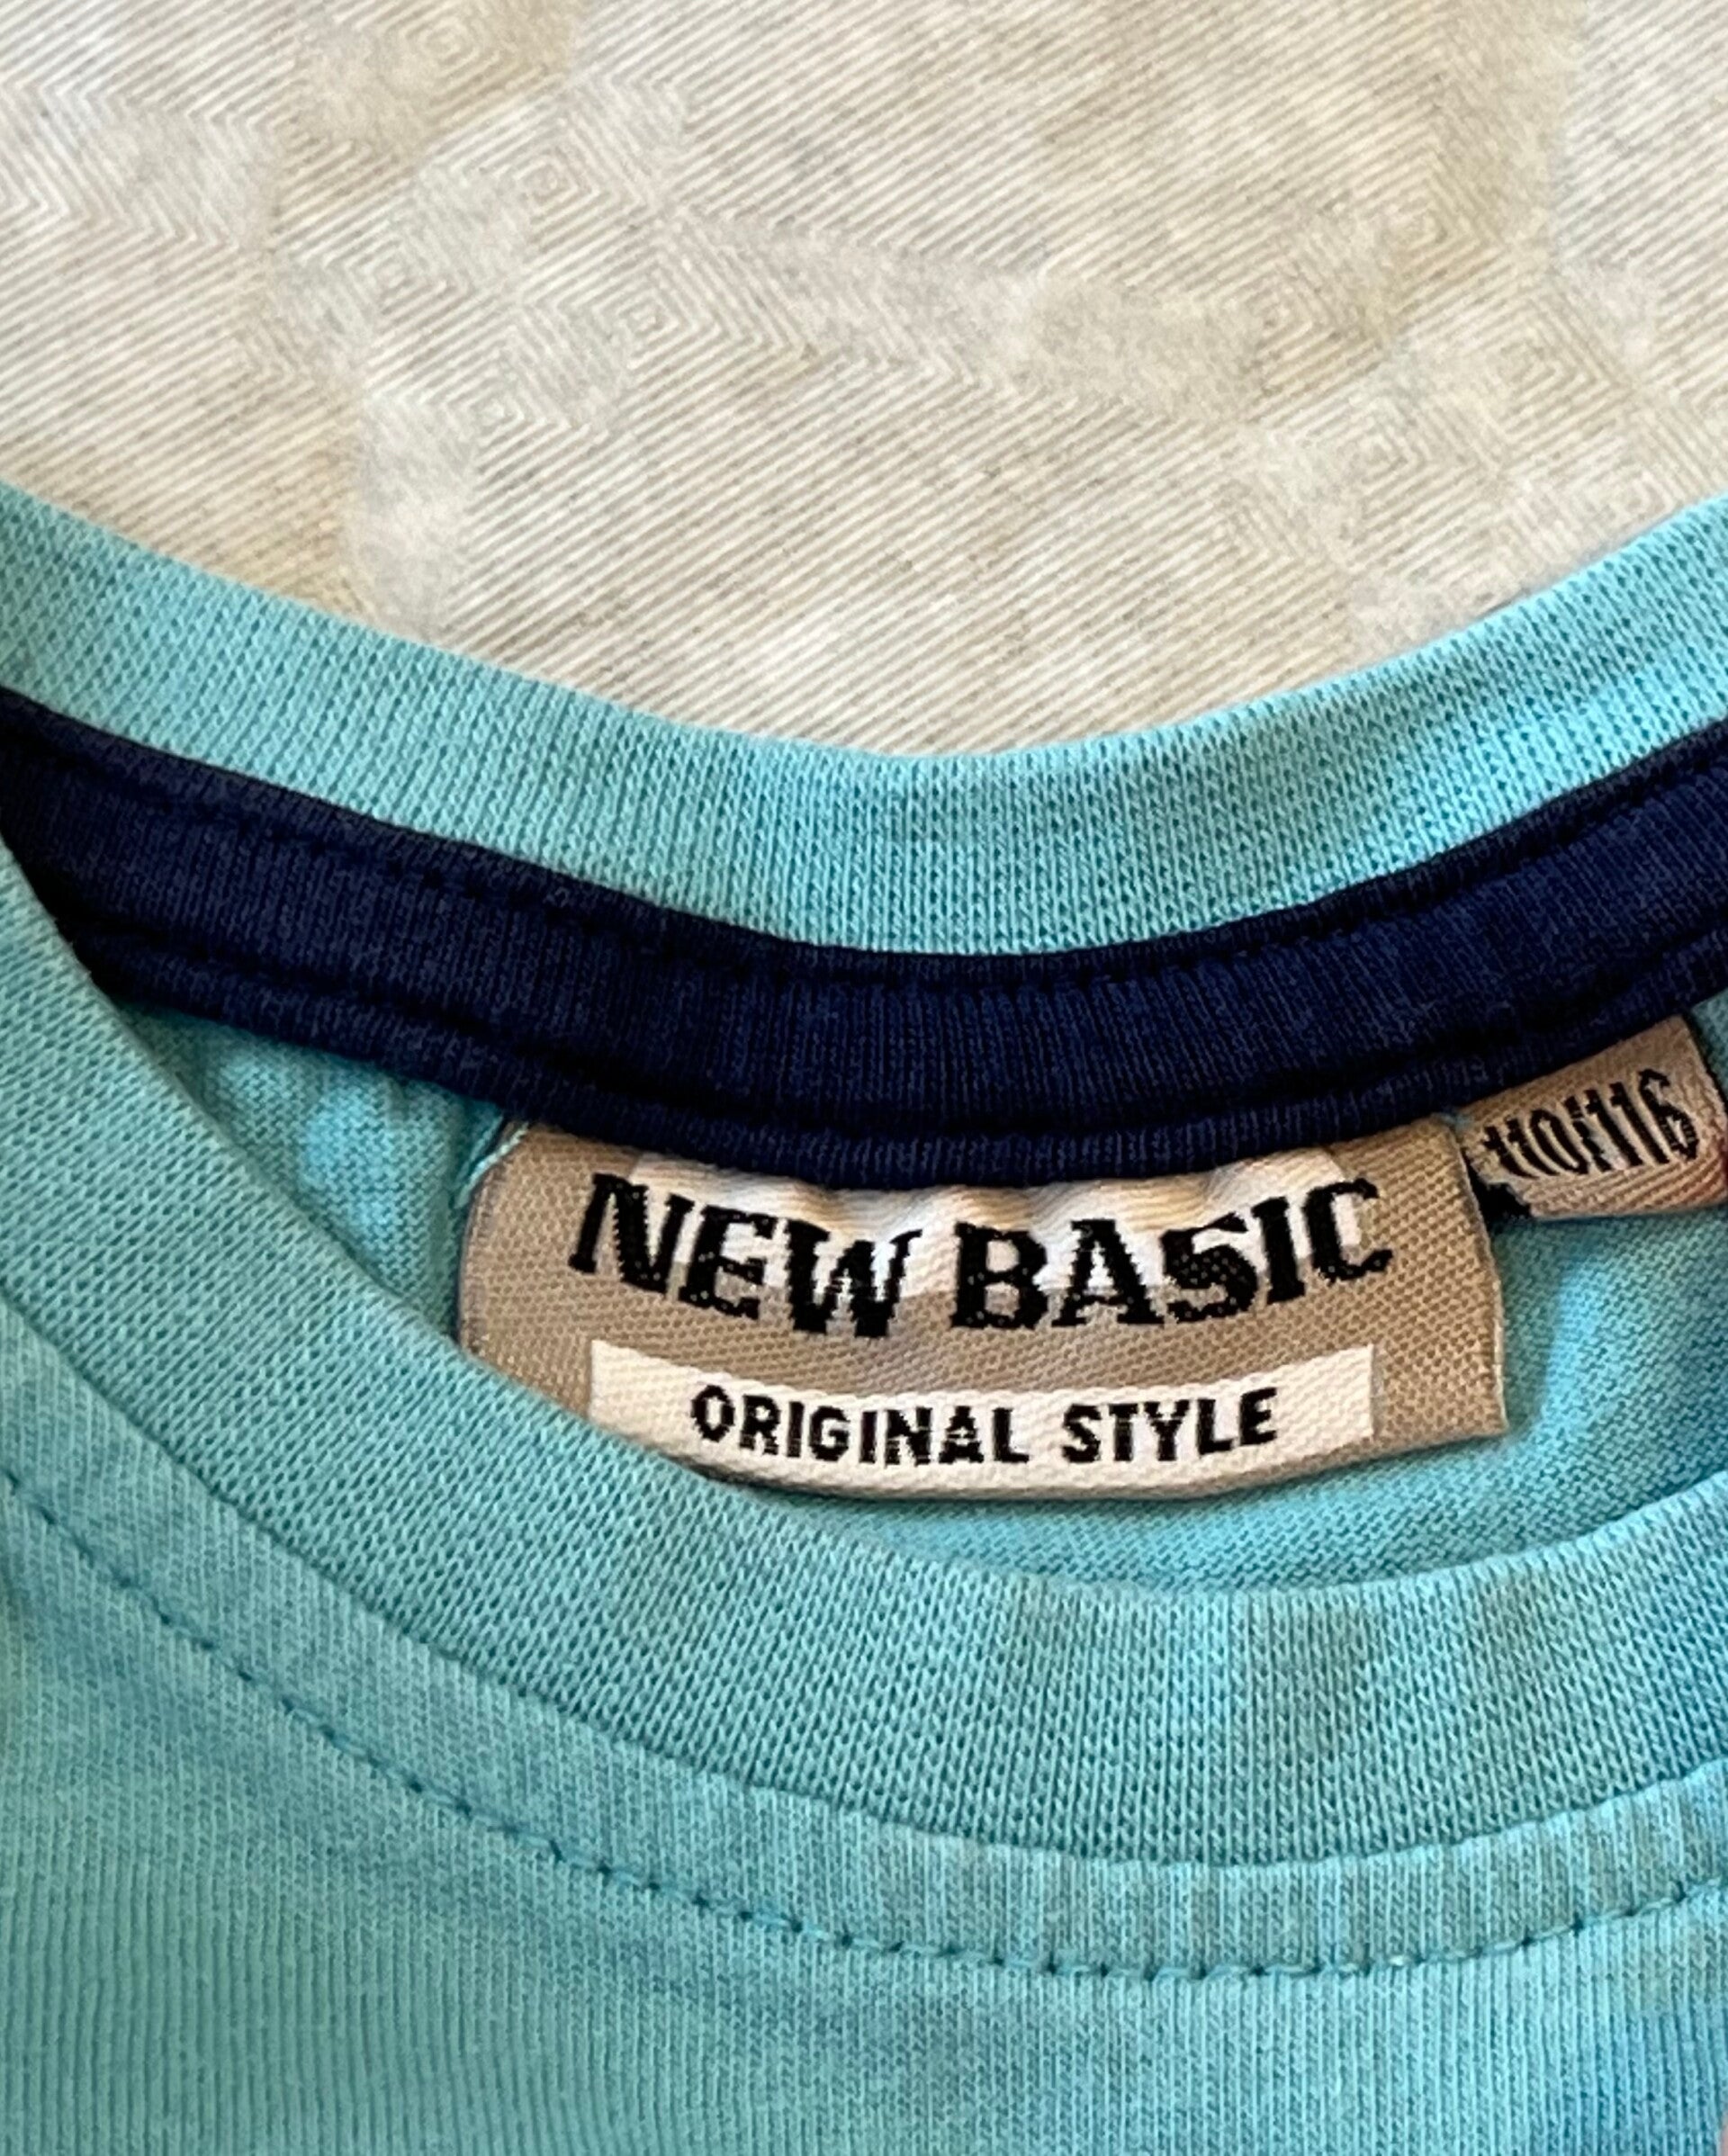 NEW BASIC
ORIGINAL STYLE
110/116